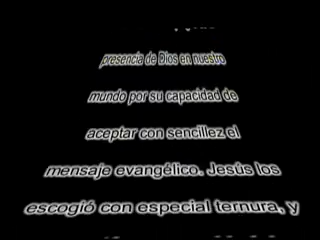 presencia de Dios en nuestro
mundo por su capacidad de
aceptar con sencillez el
mensaje evangélico. Jesús los
escogió con especial ternura, y